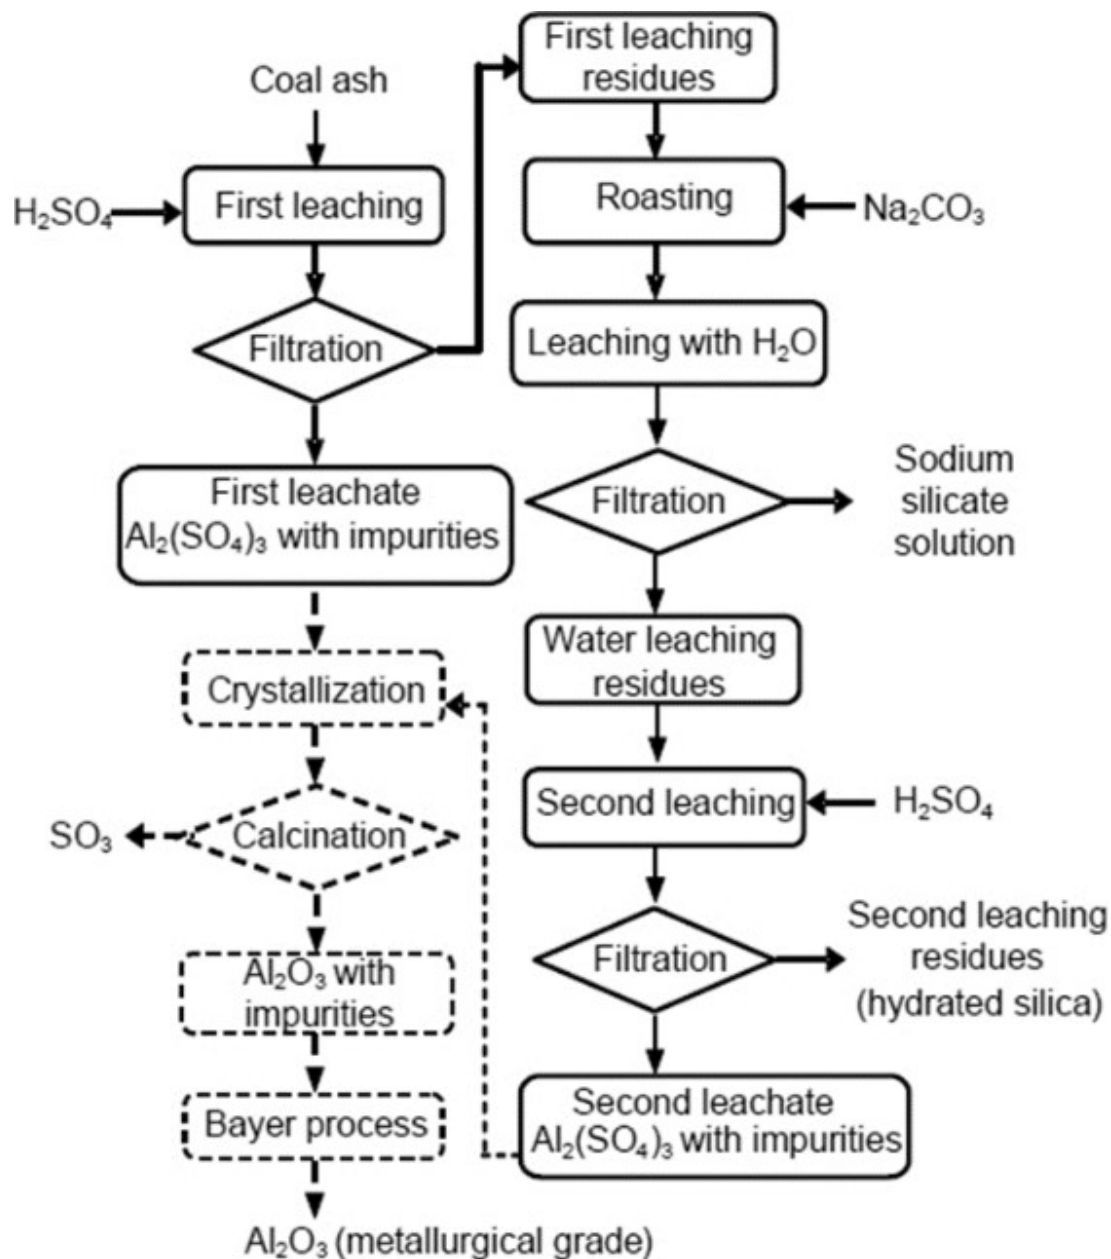 Coal ash
H₂SO₄
First leaching
Filtration
First leachate
Al₂(SO₄)₃ with impurities
Crystallization
SO₃
Calcination
Al₂O₃ with
impurities
Bayer process
Al₂O₃ (metallurgical grade)
First leaching
residues
Roasting
Na₂CO₃
Leaching with H₂O
Filtration
Sodium
silicate
solution
Water leaching
residues
Second leaching
H₂SO₄
Filtration
Second leaching
residues
(hydrated silica)
Second leachate
Al₂(SO₄)₃ with impurities